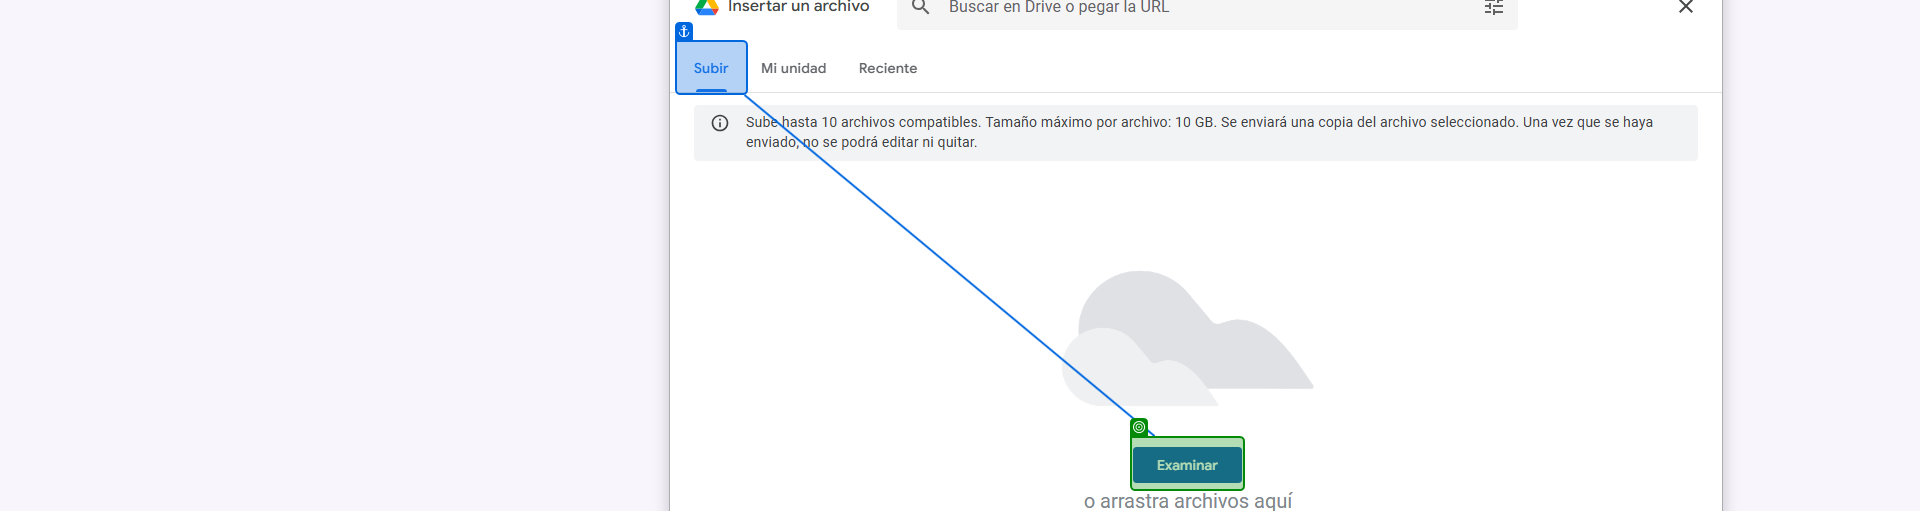 Insertar un archivo
Buscar en Drive o pegar la URL
Subir
Mi unidad
Reciente
Sube hasta 10 archivos compatibles. Tamaño máximo por archivo: 10 GB. Se enviará una copia del archivo seleccionado. Una vez que se haya
enviado, no se podrá editar ni quitar.
Examinar
o arrastra archivos aquí